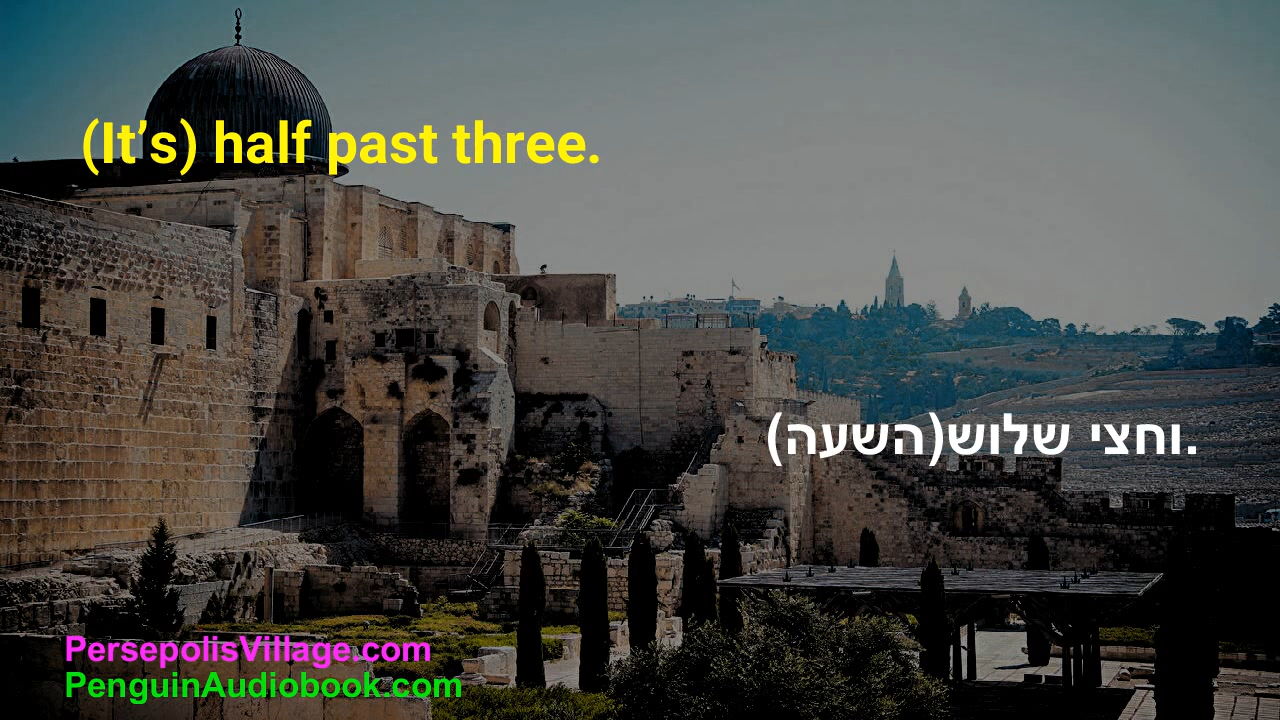 (It’s) half past three.
.וחצי שלוש(השעה)
PersepolisVillage.com
PenguinAudiobook.com